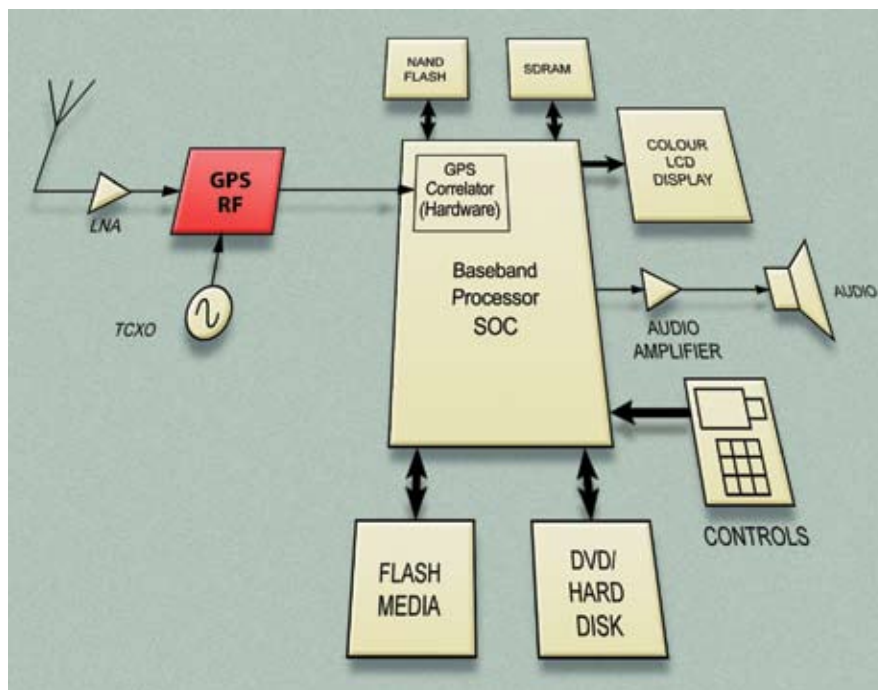 NAND
FLASH
SDRAM
COLOUR
LCD
DISPLAY
GPS
RF
LNA
GPS
Correlator
(Hardware)
Baseband
Processor
SOC
TCXO
AUDIO
AMPLIFIER
AUDIO
CONTROLS
FLASH
MEDIA
DVD/
HARD
DISK